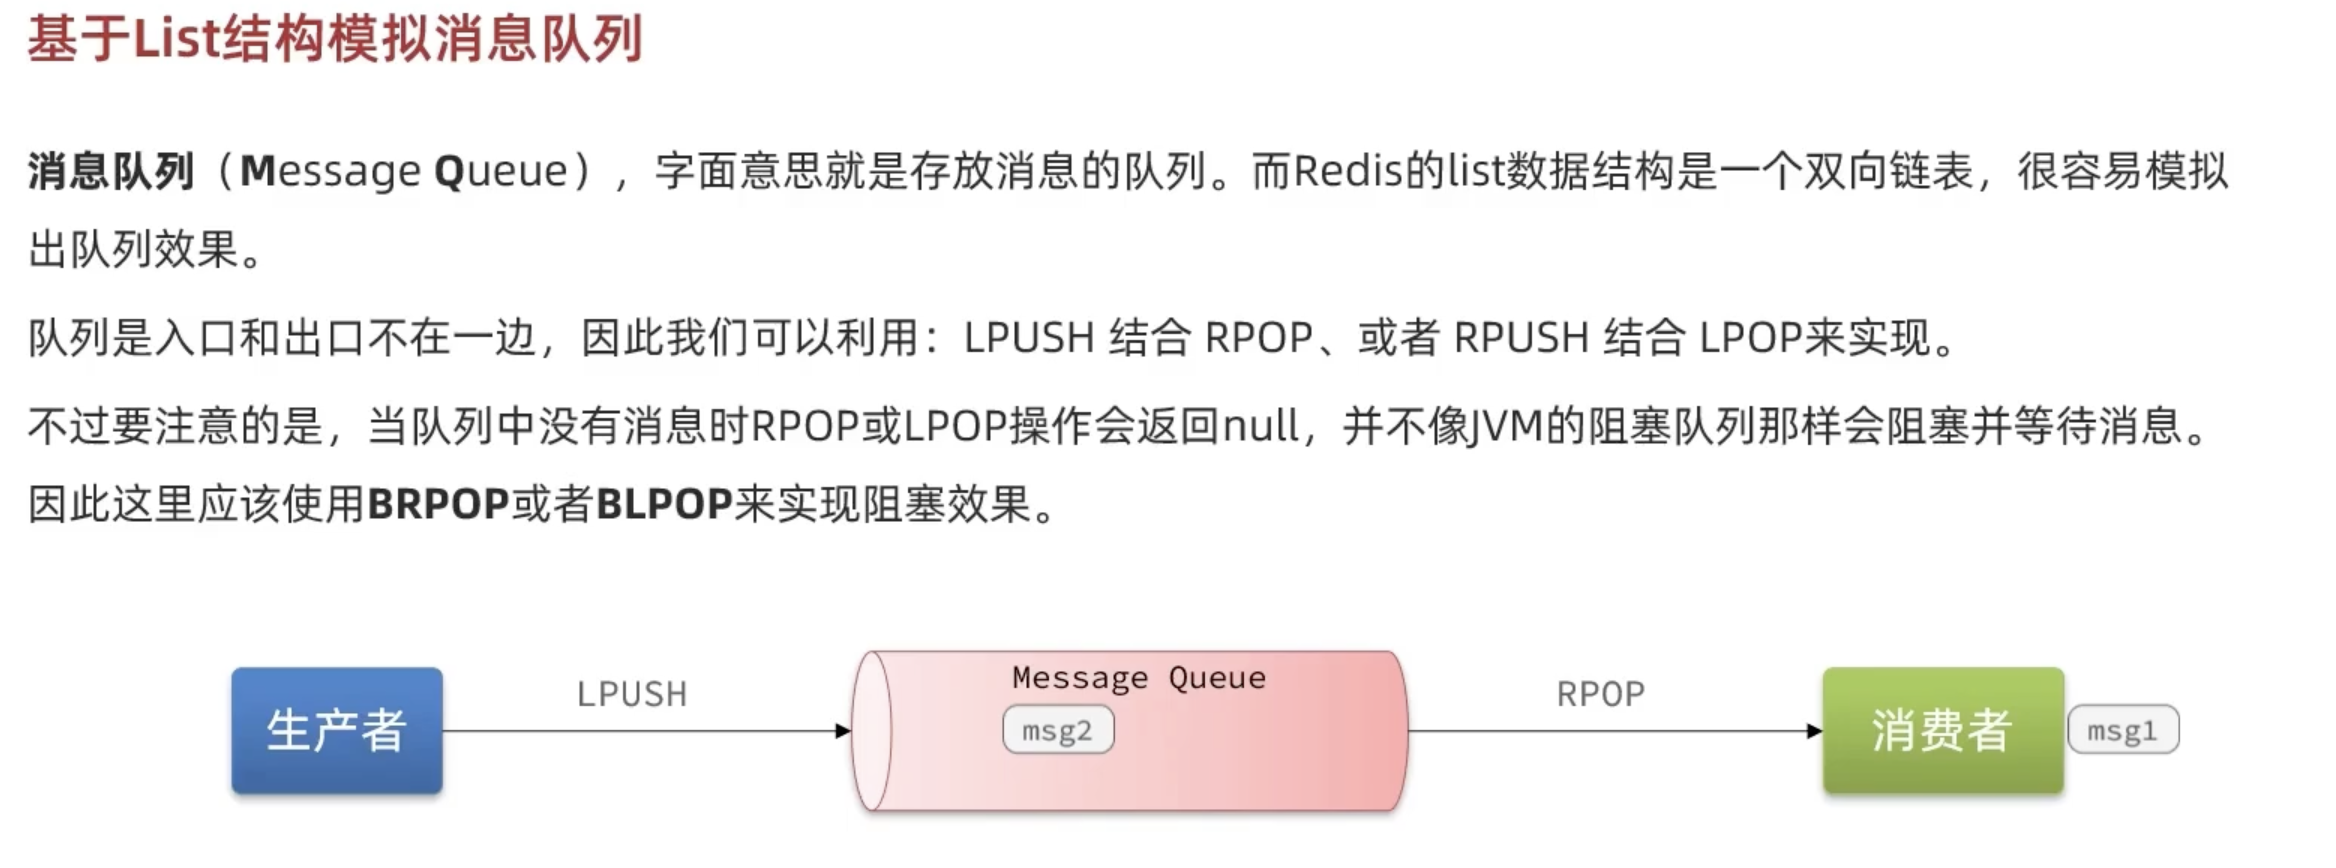 基于List结构模拟消息队列
消息队列（Message Queue），字面意思就是存放消息的队列。而Redis的list数据结构是一个双向链表，很容易模拟
出队列效果。
队列是入口和出口不在一边，因此我们可以利用：LPUSH 结合 RPOP、或者 RPUSH 结合 LPOP来实现。
不过要注意的是，当队列中没有消息时RPOP或LPOP操作会返回null，并不像JVM的阻塞队列那样会阻塞并等待消息。
因此这里应该使用BRPOP或者BLPOP来实现阻塞效果。
生产者
LPUSH
Message Queue
msg2
RPOP
消费者
msg1